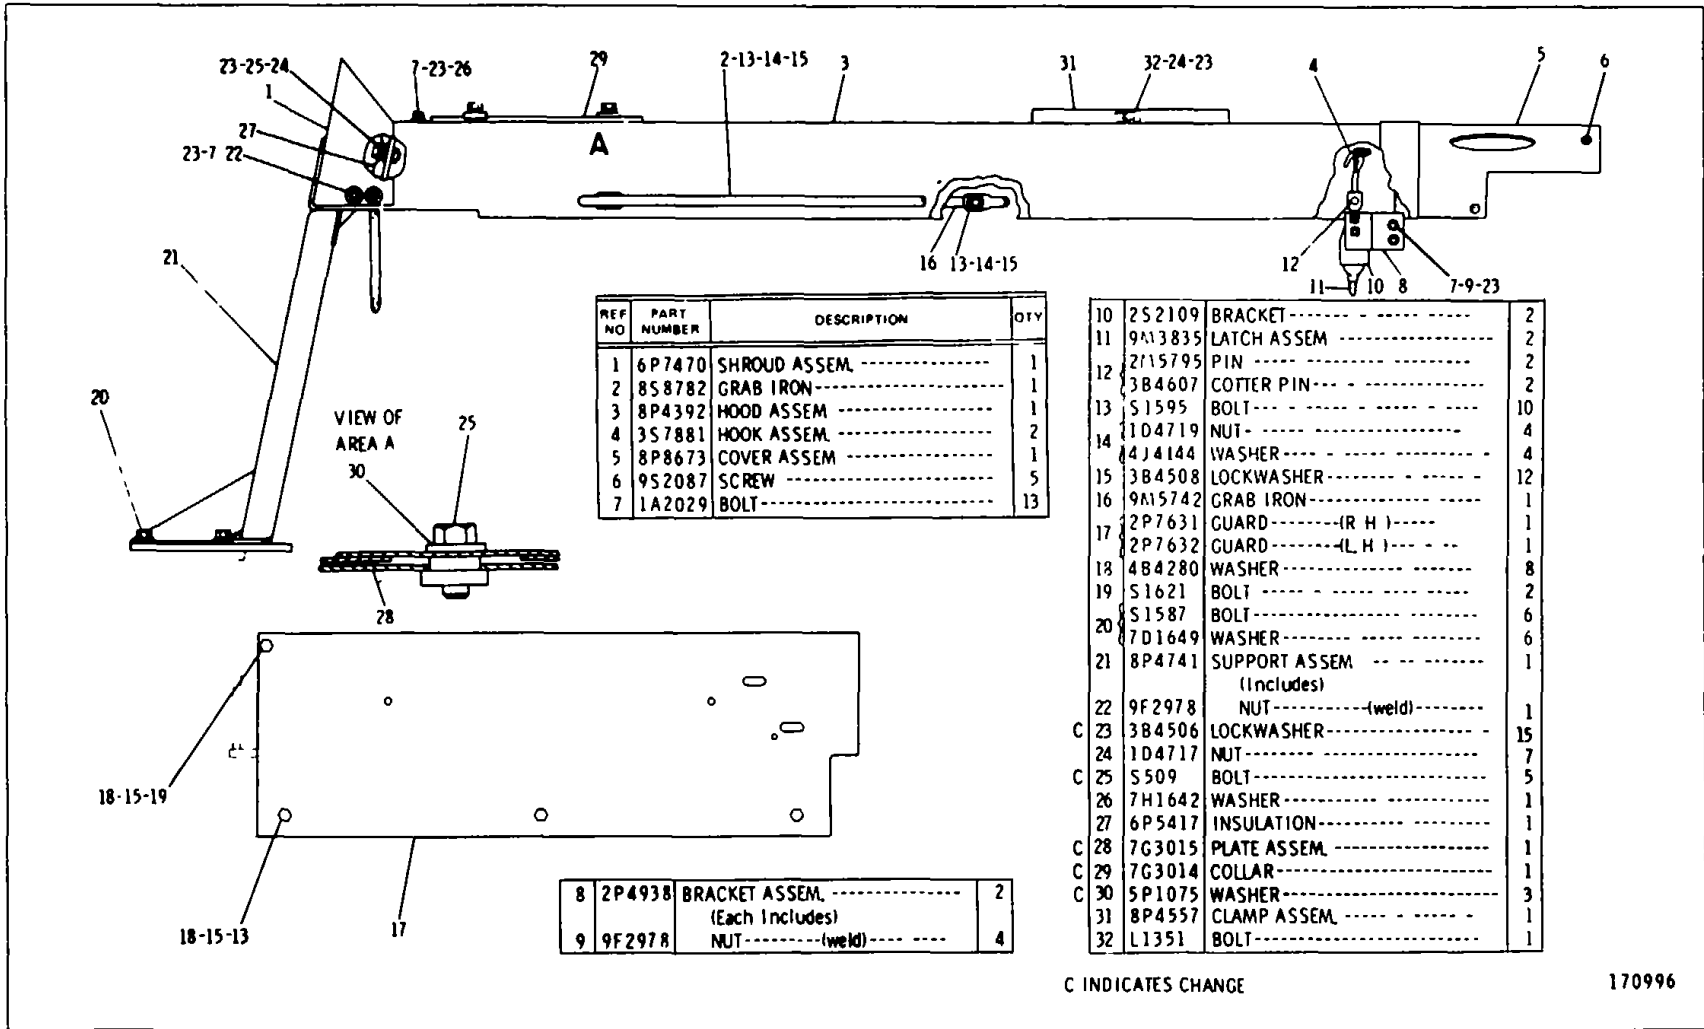 23-25-24
7-23-26
29
2-13-14-15
3
31
32-24-23
4
5
6
1
27
23-7 22
A
21
16 13-14-15
12
11 10 8
7-9-23
20
VIEW OF
AREA A
30
25
28
18-15-19
18-15-13
17
REF NO PART NUMBER DESCRIPTION QTY
1 6P7470 SHROUD ASSEM. 1
2 8S8782 GRAB IRON 1
3 8P4392 HOOD ASSEM 1
4 3S7881 HOOK ASSEM. 2
5 8P8673 COVER ASSEM 1
6 9S2087 SCREW 5
7 1A2029 BOLT 13
8 2P4938 BRACKET ASSEM. 2
(Each Includes)
9 9F2978 NUT (weld) 4
10 2S2109 BRACKET 2
11 9M3835 LATCH ASSEM 2
12 2M5795 PIN 2
3B4607 COTTER PIN 2
13 S1595 BOLT 10
14 1D4719 NUT 4
4J4144 WASHER 4
15 3B4508 LOCKWASHER 12
16 9M5742 GRAB IRON 1
17 2P7631 GUARD (R H ) 1
2P7632 GUARD (L H ) 1
18 4B4280 WASHER 8
19 S1621 BOLT 2
20 S1587 BOLT 6
7D1649 WASHER 6
21 8P4741 SUPPORT ASSEM 1
(Includes)
22 9F2978 NUT (weld) 1
C 23 3B4506 LOCKWASHER 15
24 1D4717 NUT 7
C 25 S509 BOLT 5
26 7H1642 WASHER 1
27 6P5417 INSULATION 1
C 28 7G3015 PLATE ASSEM. 1
C 29 7G3014 COLLAR 1
C 30 5P1075 WASHER 3
31 8P4557 CLAMP ASSEM. 1
32 L1351 BOLT 1
C INDICATES CHANGE
170996